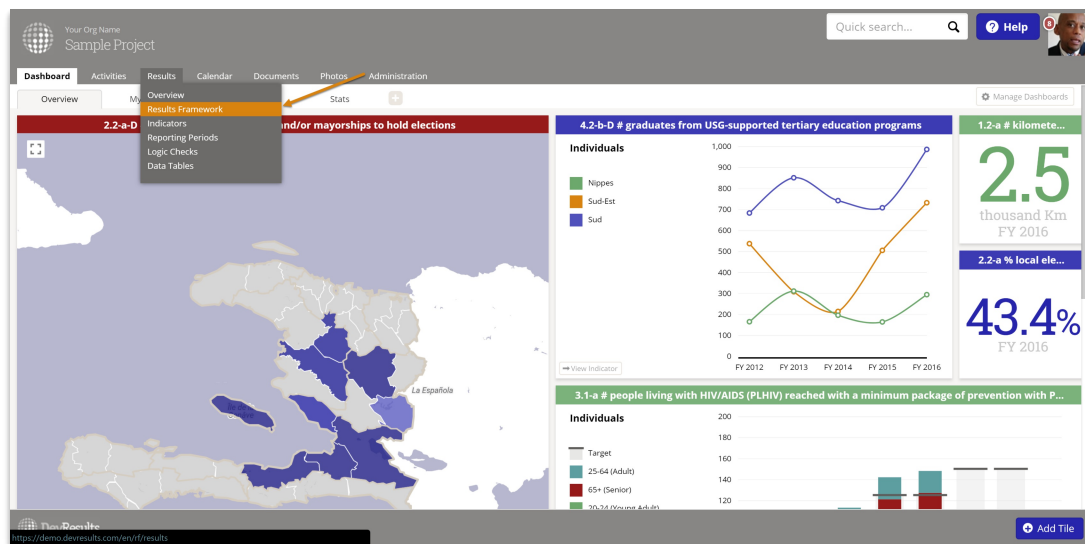 Your Org Name
Sample Project
Quick search...
Help
8
Dashboard Activities Results Calendar Documents Photos Administration
Overview
Results Framework
Indicators
Reporting Periods
Logic Checks
Data Tables
Overview My Stats
Manage Dashboards
2.2-a-D and/or mayorships to hold elections
La Española
4.2-b-D # graduates from USG-supported tertiary education programs
Individuals
Nippes
Sud-Est
Sud
1,000
900
800
700
600
500
400
300
200
100
0
FY 2012 FY 2013 FY 2014 FY 2015 FY 2016
View Indicator
1.2-a # kilomete...
2.5
thousand Km
FY 2016
2.2-a % local ele...
43.4%
FY 2016
3.1-a # people living with HIV/AIDS (PLHIV) reached with a minimum package of prevention with P...
Individuals
Target
25-64 (Adult)
65+ (Senior)
20-24 (Young Adult)
200
180
160
140
120
DevResults
https://demo.devresults.com/en/rf/results
Add Tile